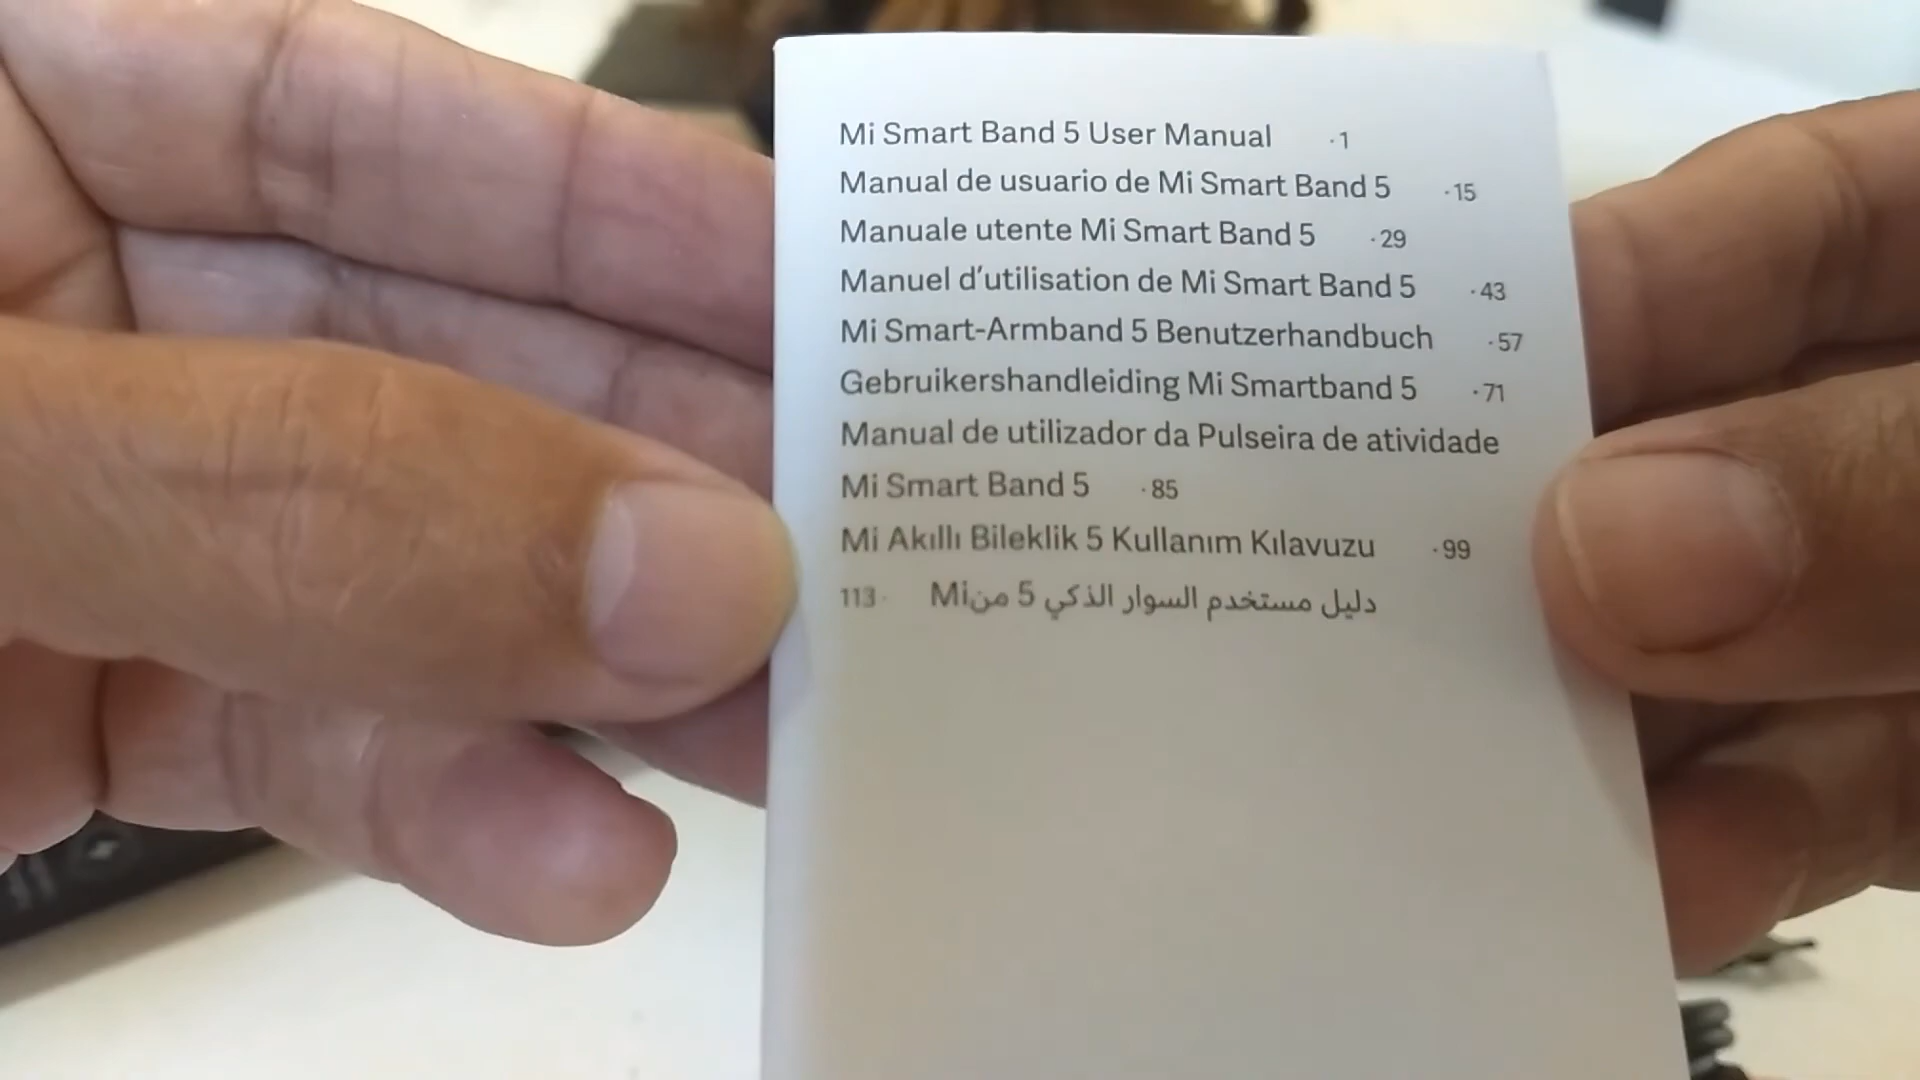 Mi Smart Band 5 User Manual ·1
Manual de usuario de Mi Smart Band 5 ·15
Manuale utente Mi Smart Band 5 ·29
Manuel d'utilisation de Mi Smart Band 5 ·43
Mi Smart-Armband 5 Benutzerhandbuch ·57
Gebruikershandleiding Mi Smartband 5 ·71
Manual de utilizador da Pulseira de atividade
Mi Smart Band 5 ·85
Mi Akıllı Bileklik 5 Kullanım Kılavuzu ·99
دليل مستخدم السوار الذكي 5 منMi ·113